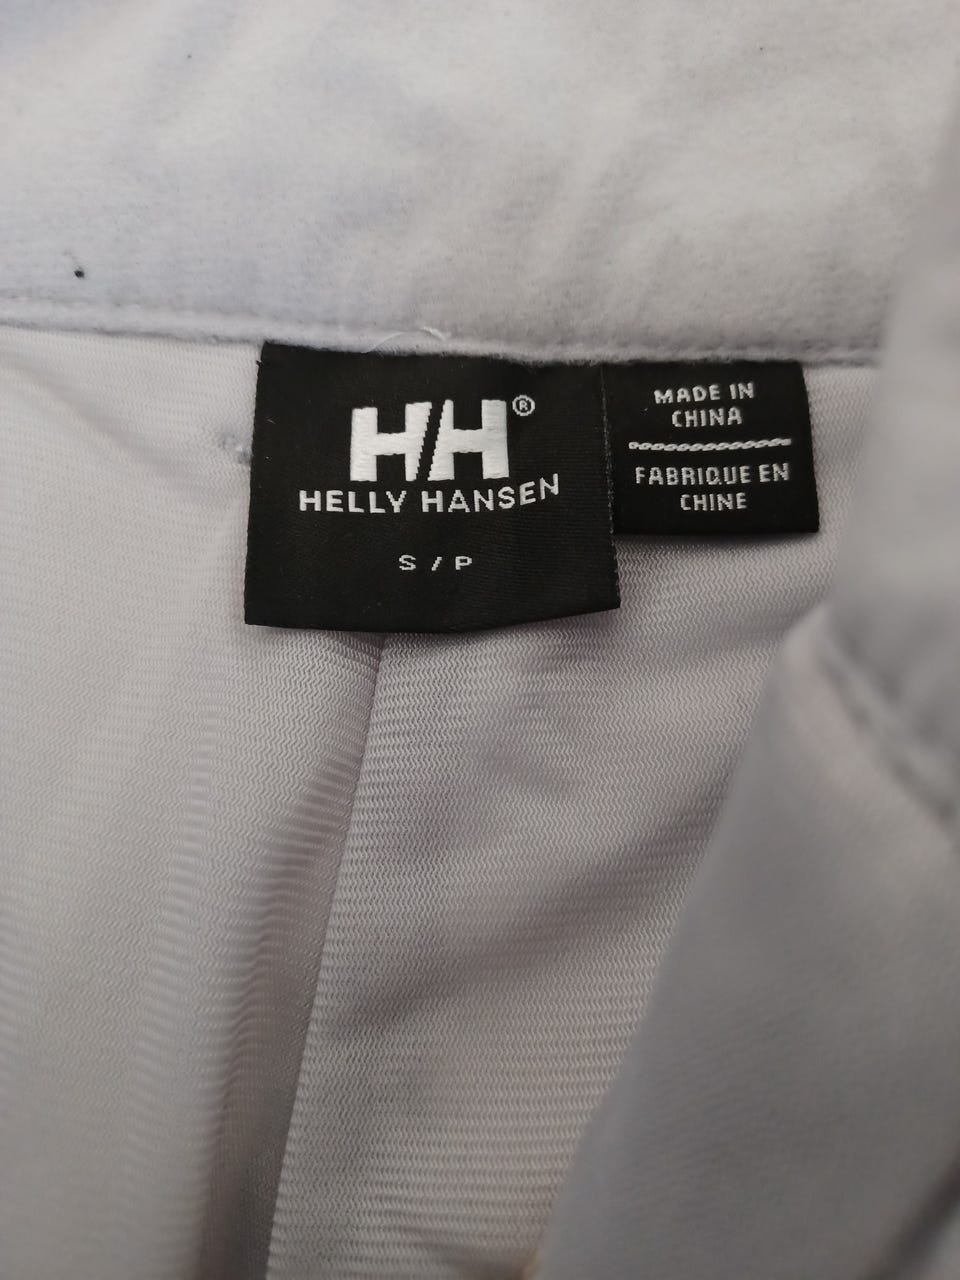 HH®
HELLY HANSEN
S / P
MADE IN
CHINA
FABRIQUE EN
CHINE